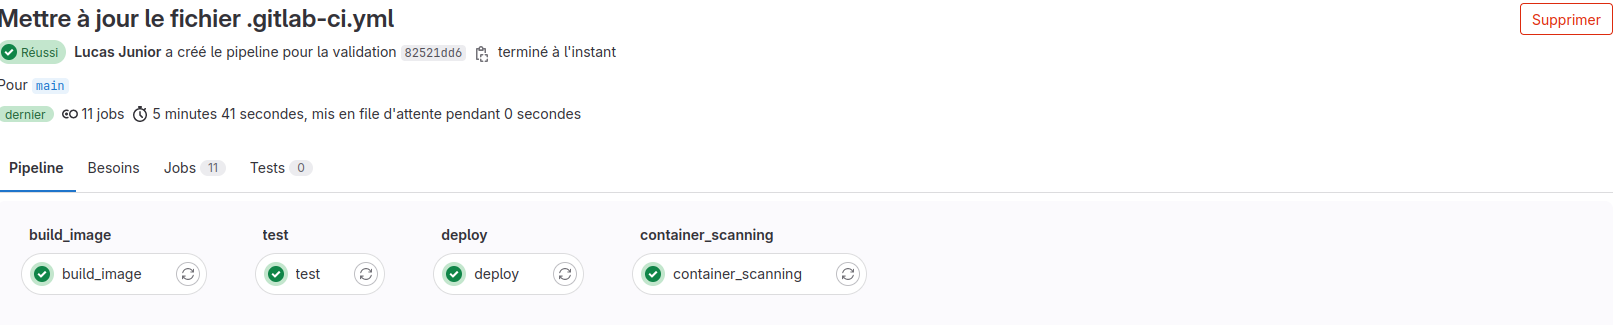 Mettre à jour le fichier .gitlab-ci.yml
Supprimer
Réussi Lucas Junior a créé le pipeline pour la validation 82521dd6 terminé à l'instant
Pour main
dernier 11 jobs 5 minutes 41 secondes, mis en file d'attente pendant 0 secondes
Pipeline Besoins Jobs 11 Tests 0
build_image test deploy container_scanning
build_image test deploy container_scanning